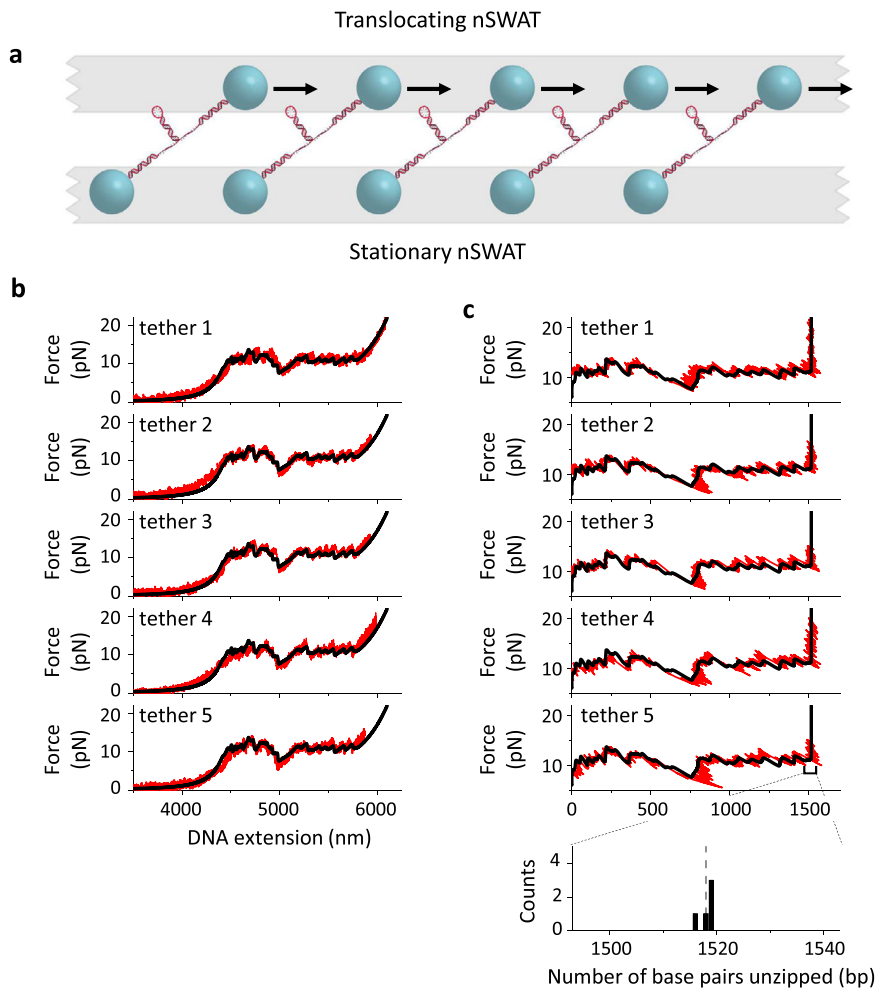 Translocating nSWAT
a
Stationary nSWAT
b
c
20
10
0
Force
(pN)
tether 1
20
10
Force
(pN)
tether 1
20
10
0
Force
(pN)
tether 2
20
10
Force
(pN)
tether 2
20
10
0
Force
(pN)
tether 3
20
10
Force
(pN)
tether 3
20
10
0
Force
(pN)
tether 4
20
10
Force
(pN)
tether 4
20
10
0
Force
(pN)
tether 5
20
10
Force
(pN)
tether 5
4000 5000 6000
DNA extension (nm)
0 500 1000 1500
4
2
0
Counts
1500 1520 1540
Number of base pairs unzipped (bp)